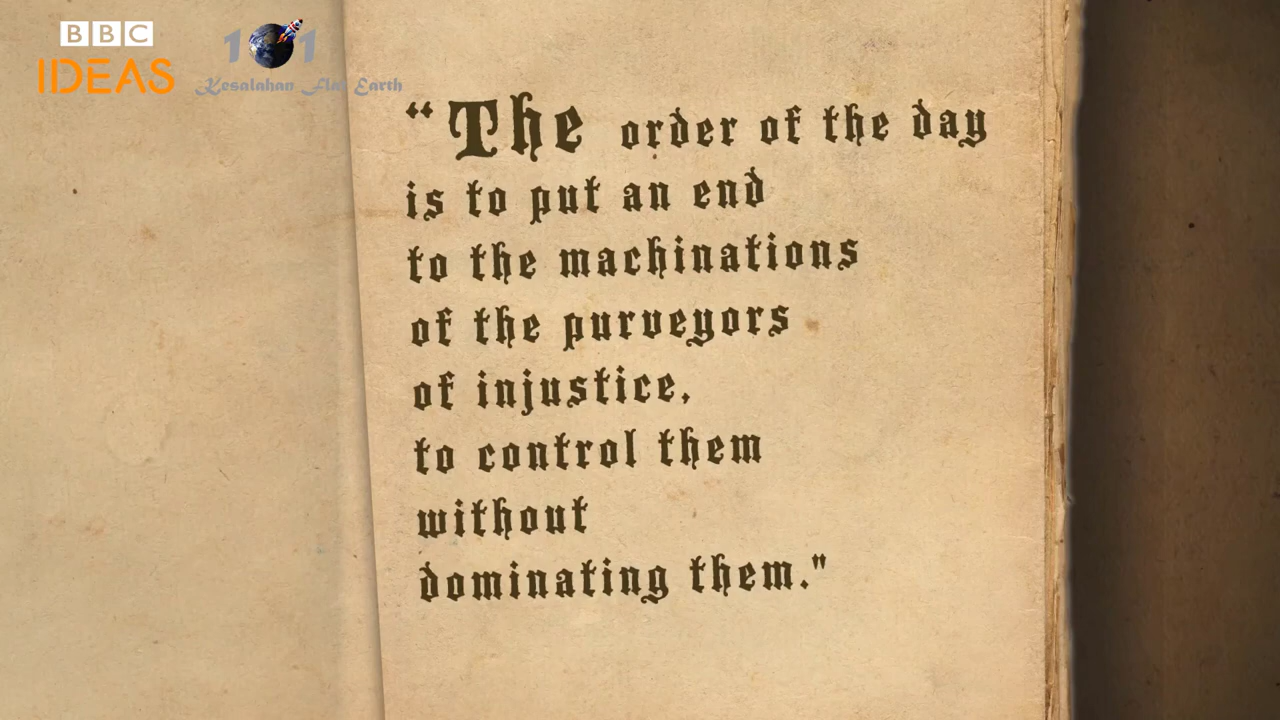 BBC
IDEAS
101
Kesalahan Flat Earth
“The order of the day
is to put an end
to the machinations
of the purveyors
of injustice,
to control them
without
dominating them."